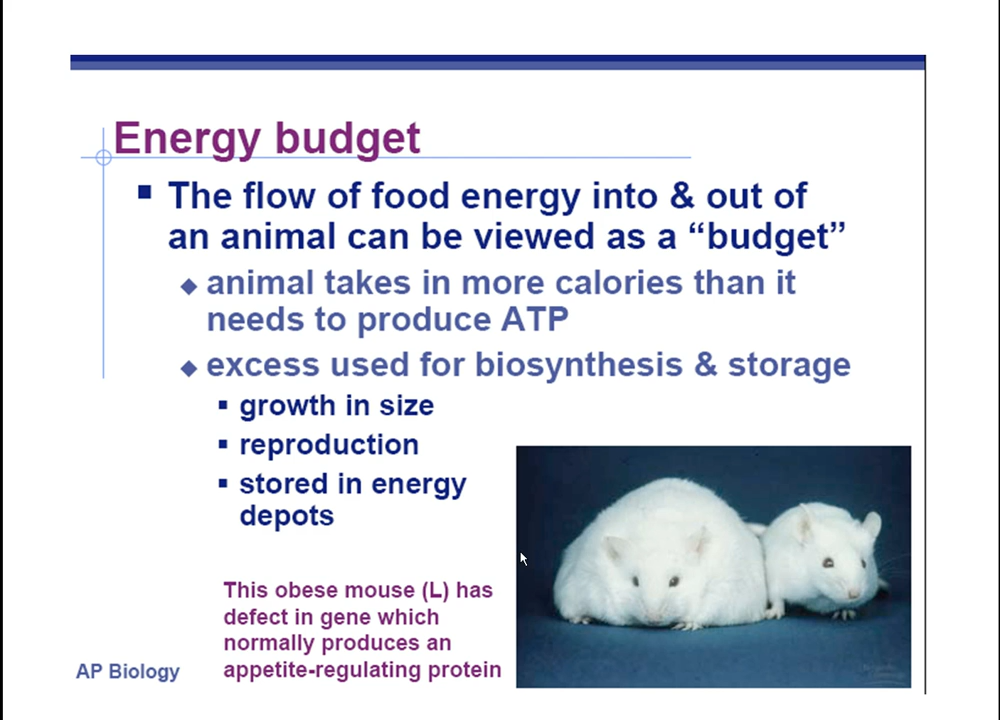 Energy budget
The flow of food energy into & out of
an animal can be viewed as a “budget”
animal takes in more calories than it
needs to produce ATP
excess used for biosynthesis & storage
growth in size
reproduction
stored in energy
depots
This obese mouse (L) has
defect in gene which
normally produces an
appetite-regulating protein
AP Biology